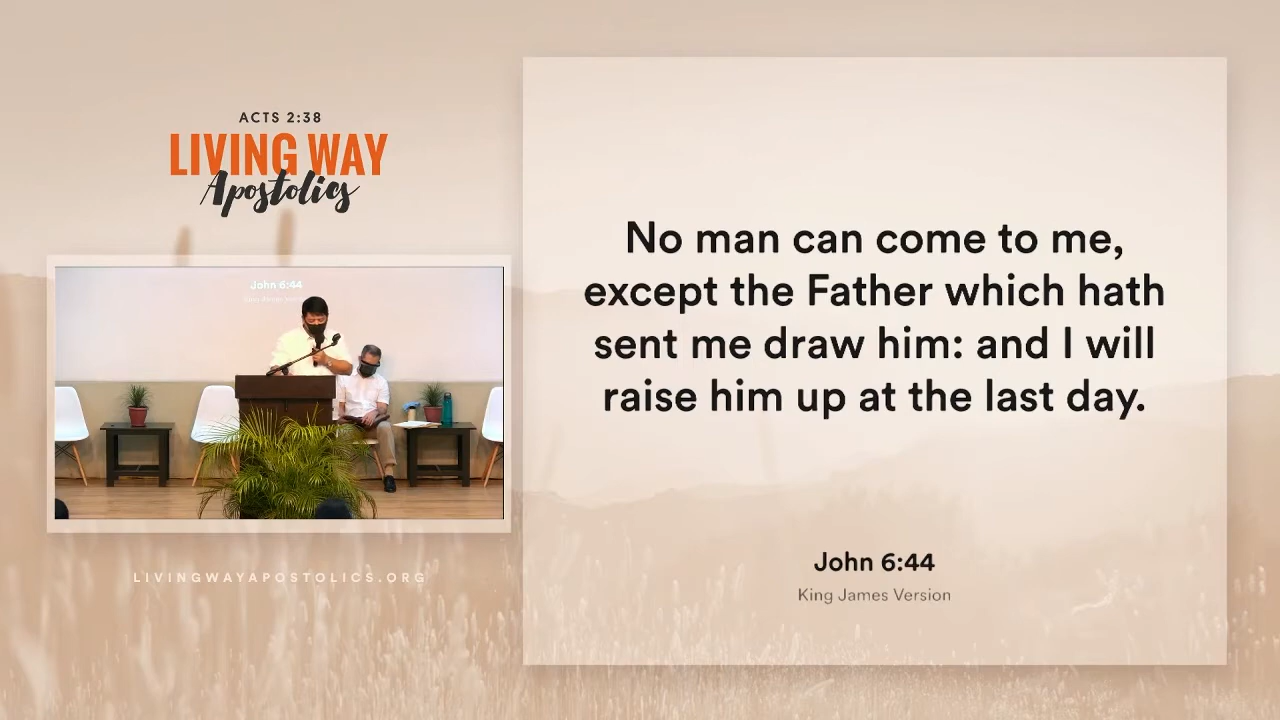 ACTS 2:38
LIVING WAY
Apostolics
John 6:44
LIVINGWAYAPOSTOLICS.ORG
No man can come to me,
except the Father which hath
sent me draw him: and I will
raise him up at the last day.
John 6:44
King James Version